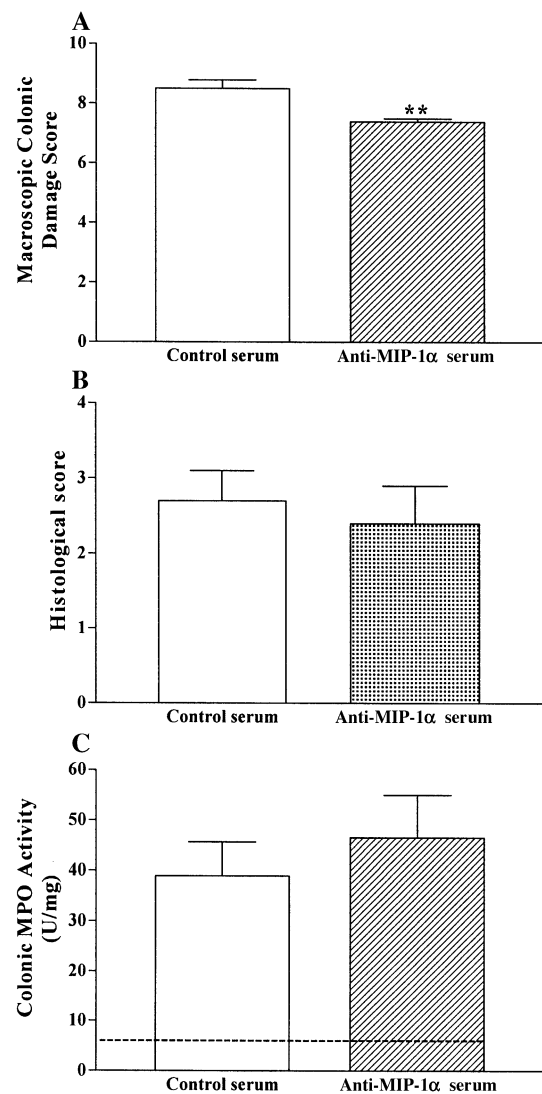 A
Macroscopic Colonic
Damage Score
10
8
6
4
2
0
**
Control serum
Anti-MIP-1α serum
B
Histological score
4
3
2
1
0
Control serum
Anti-MIP-1α serum
C
Colonic MPO Activity
(U/mg)
60
50
40
30
20
10
0
Control serum
Anti-MIP-1α serum